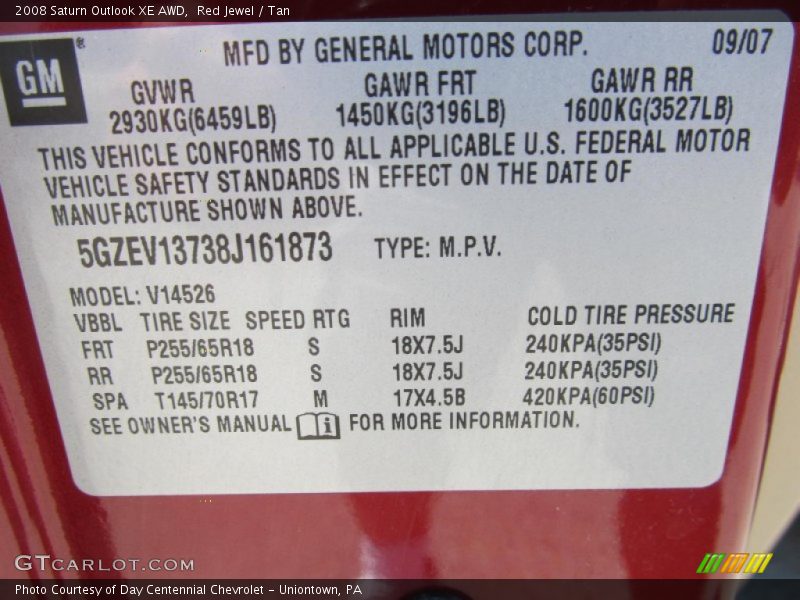 2008 Saturn Outlook XE AWD, Red Jewel / Tan
MFD BY GENERAL MOTORS CORP. 09/07
GM ®
GVWR GAWR FRT GAWR RR
2930KG(6459LB) 1450KG(3196LB) 1600KG(3527LB)
THIS VEHICLE CONFORMS TO ALL APPLICABLE U.S. FEDERAL MOTOR
VEHICLE SAFETY STANDARDS IN EFFECT ON THE DATE OF
MANUFACTURE SHOWN ABOVE.
5GZEV13738J161873 TYPE: M.P.V.
MODEL: V14526
VBBL TIRE SIZE SPEED RTG RIM COLD TIRE PRESSURE
FRT P255/65R18 S 18X7.5J 240KPA(35PSI)
RR P255/65R18 S 18X7.5J 240KPA(35PSI)
SPA T145/70R17 M 17X4.5B 420KPA(60PSI)
SEE OWNER'S MANUAL i FOR MORE INFORMATION.
GTCARLOT.COM
Photo Courtesy of Day Centennial Chevrolet - Uniontown, PA